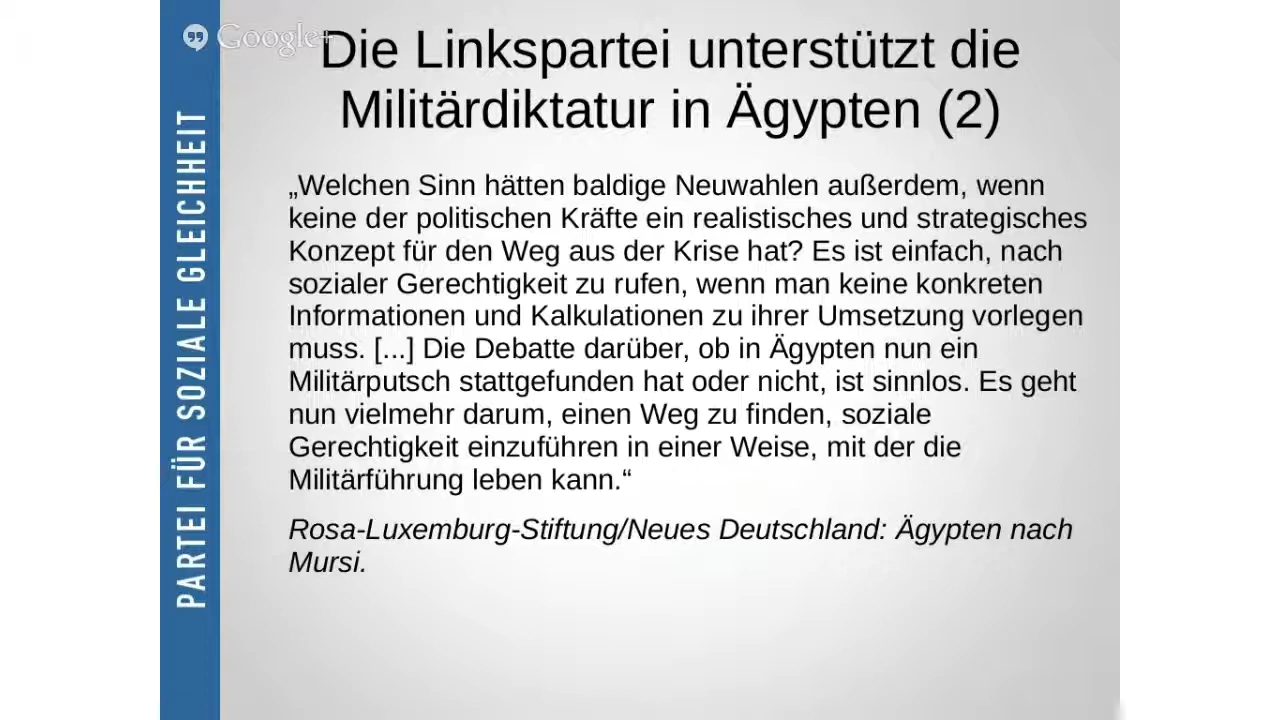 Google+
Die Linkspartei unterstützt die
Militärdiktatur in Ägypten (2)
PARTEI FÜR SOZIALE GLEICHHEIT
„Welchen Sinn hätten baldige Neuwahlen außerdem, wenn
keine der politischen Kräfte ein realistisches und strategisches
Konzept für den Weg aus der Krise hat? Es ist einfach, nach
sozialer Gerechtigkeit zu rufen, wenn man keine konkreten
Informationen und Kalkulationen zu ihrer Umsetzung vorlegen
muss. [...] Die Debatte darüber, ob in Ägypten nun ein
Militärputsch stattgefunden hat oder nicht, ist sinnlos. Es geht
nun vielmehr darum, einen Weg zu finden, soziale
Gerechtigkeit einzuführen in einer Weise, mit der die
Militärführung leben kann.“
Rosa-Luxemburg-Stiftung/Neues Deutschland: Ägypten nach
Mursi.